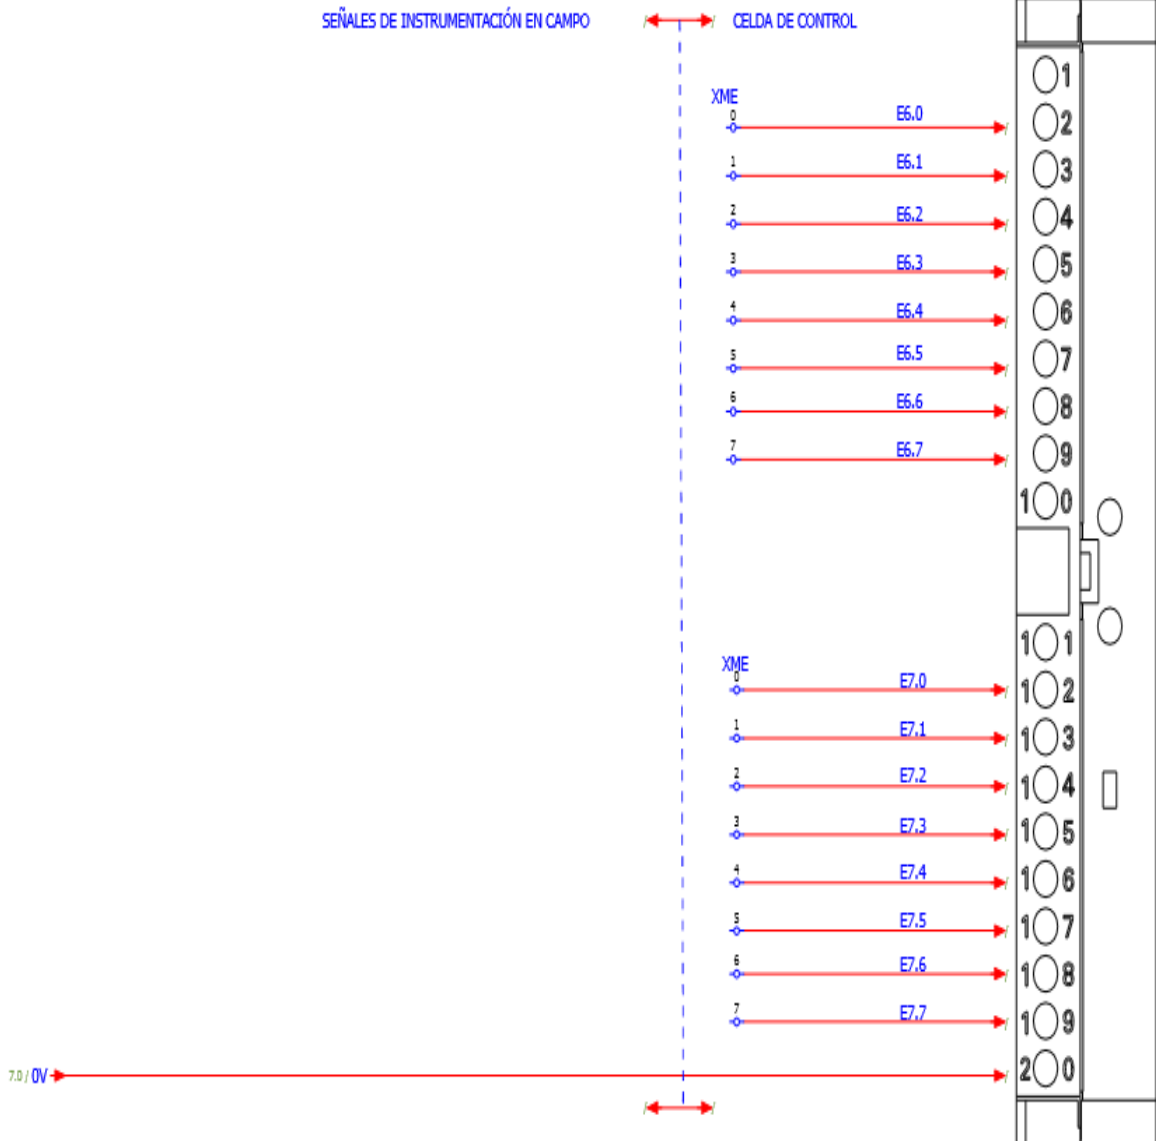 SEÑALES DE INSTRUMENTACIÓN EN CAMPO
CELDA DE CONTROL
1
XME
0 E6.0 2
1 E6.1 3
2 E6.2 4
3 E6.3 5
4 E6.4 6
5 E6.5 7
6 E6.6 8
7 E6.7 9
10
11
XME
0 E7.0 12
1 E7.1 13
2 E7.2 14
3 E7.3 15
4 E7.4 16
5 E7.5 17
6 E7.6 18
7 E7.7 19
7.0 / 0V 20